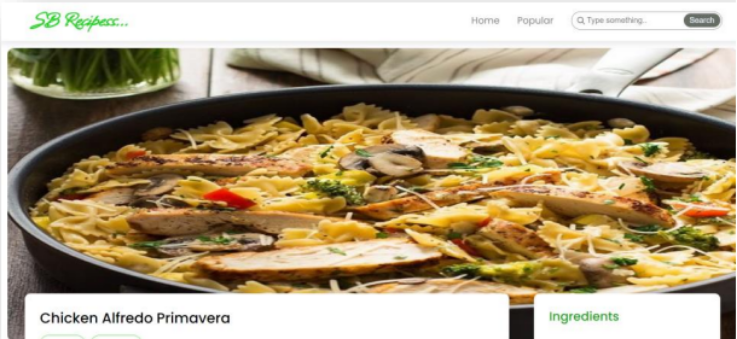 SB Recipess...
Home Popular Type something.. Search
Chicken Alfredo Primavera
Ingredients